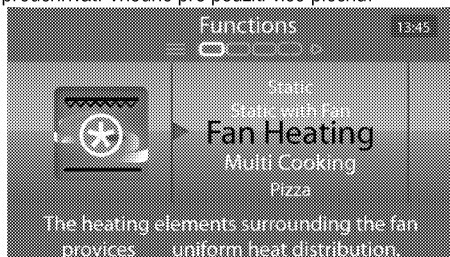 Functions 13:45
Static
Static with Fan
Fan Heating
Multi Cooking
Pizza
The heating elements surrounding the fan
provices uniform heat distribution.